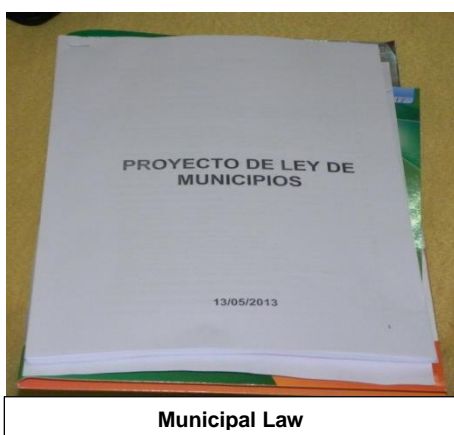 PROYECTO DE LEY DE
MUNICIPIOS
13/05/2013
Municipal Law